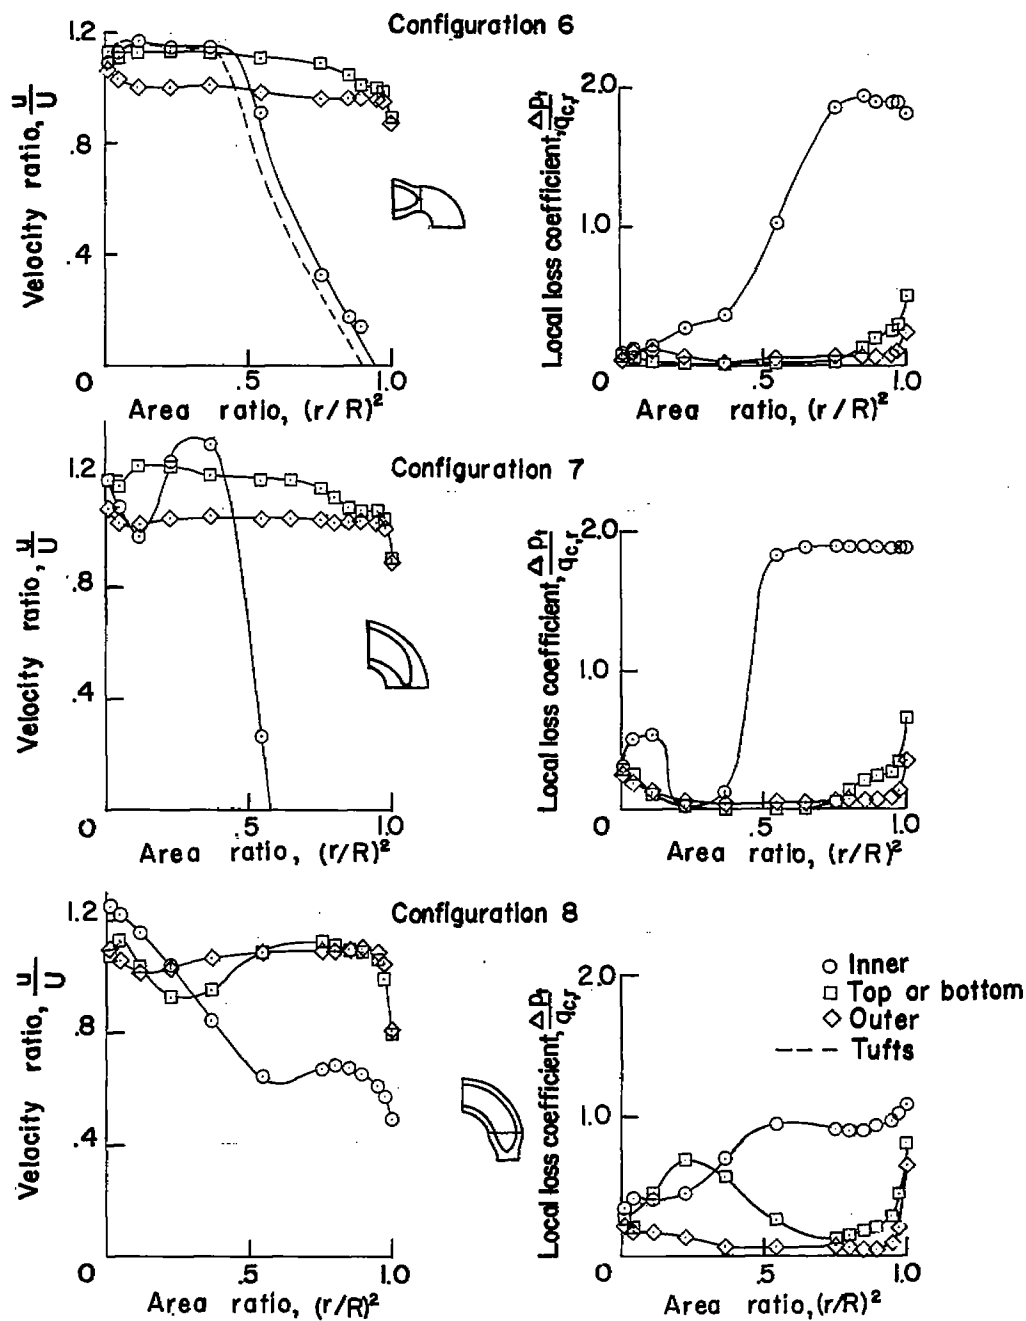 Configuration 6
1.2
.8
.4
0
.5
1.0
Velocity ratio, u/U
Area ratio, (r/R)²
2.0
1.0
0
.5
1.0
Local loss coefficient, Δpt/qc,r
Area ratio, (r/R)²
Configuration 7
1.2
.8
.4
0
.5
1.0
Velocity ratio, u/U
Area ratio, (r/R)²
2.0
1.0
0
.5
1.0
Local loss coefficient, Δpt/qc,r
Area ratio, (r/R)²
Configuration 8
1.2
.8
.4
0
.5
1.0
Velocity ratio, u/U
Area ratio, (r/R)²
2.0
1.0
0
.5
1.0
Local loss coefficient, Δpt/qc,r
Area ratio, (r/R)²
Inner
Top or bottom
Outer
Tufts